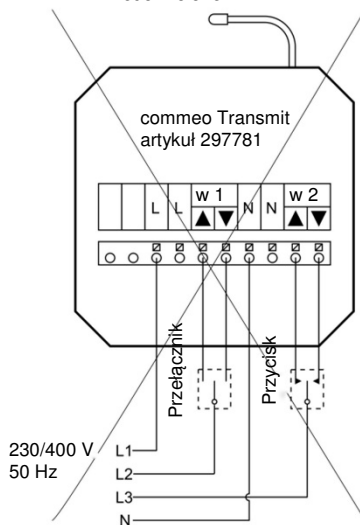 commeo Transmit
artykuł 297781
L L w 1 N N w 2
Przełącznik
Przycisk
230/400 V
50 Hz
L1
L2
L3
N